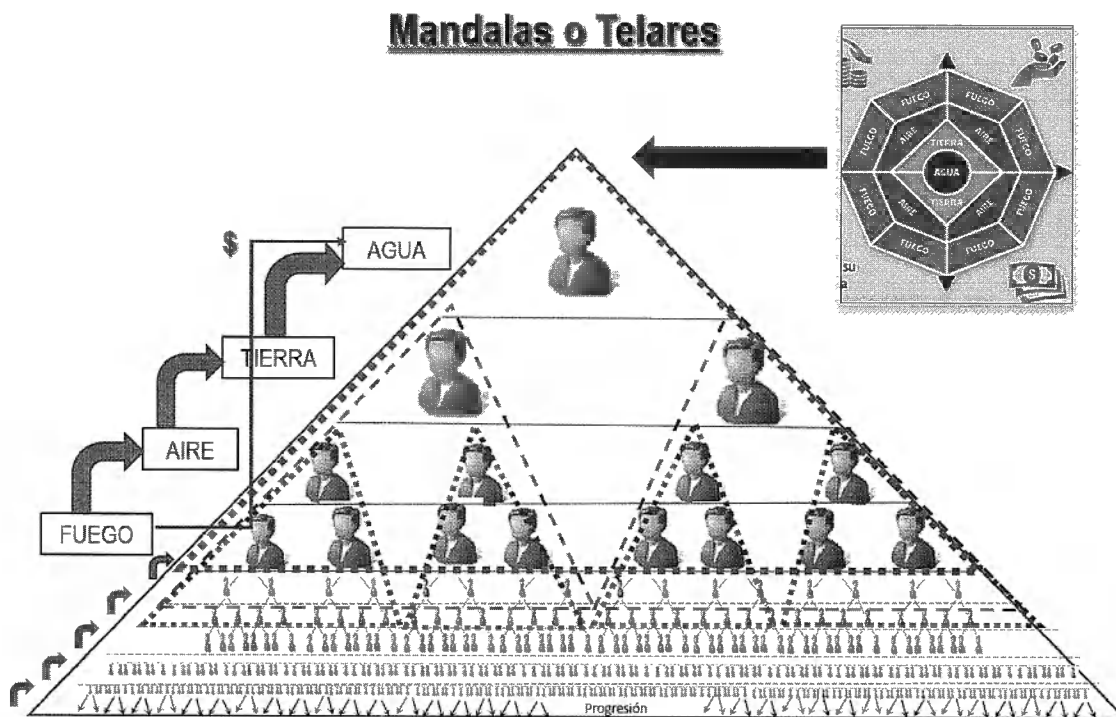 Mandalas o Telares
FUEGO FUEGO
FUEGO AIRE AIRE FUEGO
TIERRA
AGUA
TIERRA
FUEGO AIRE AIRE FUEGO
FUEGO FUEGO
SU
$
$
AGUA
TIERRA
AIRE
FUEGO
Progresión